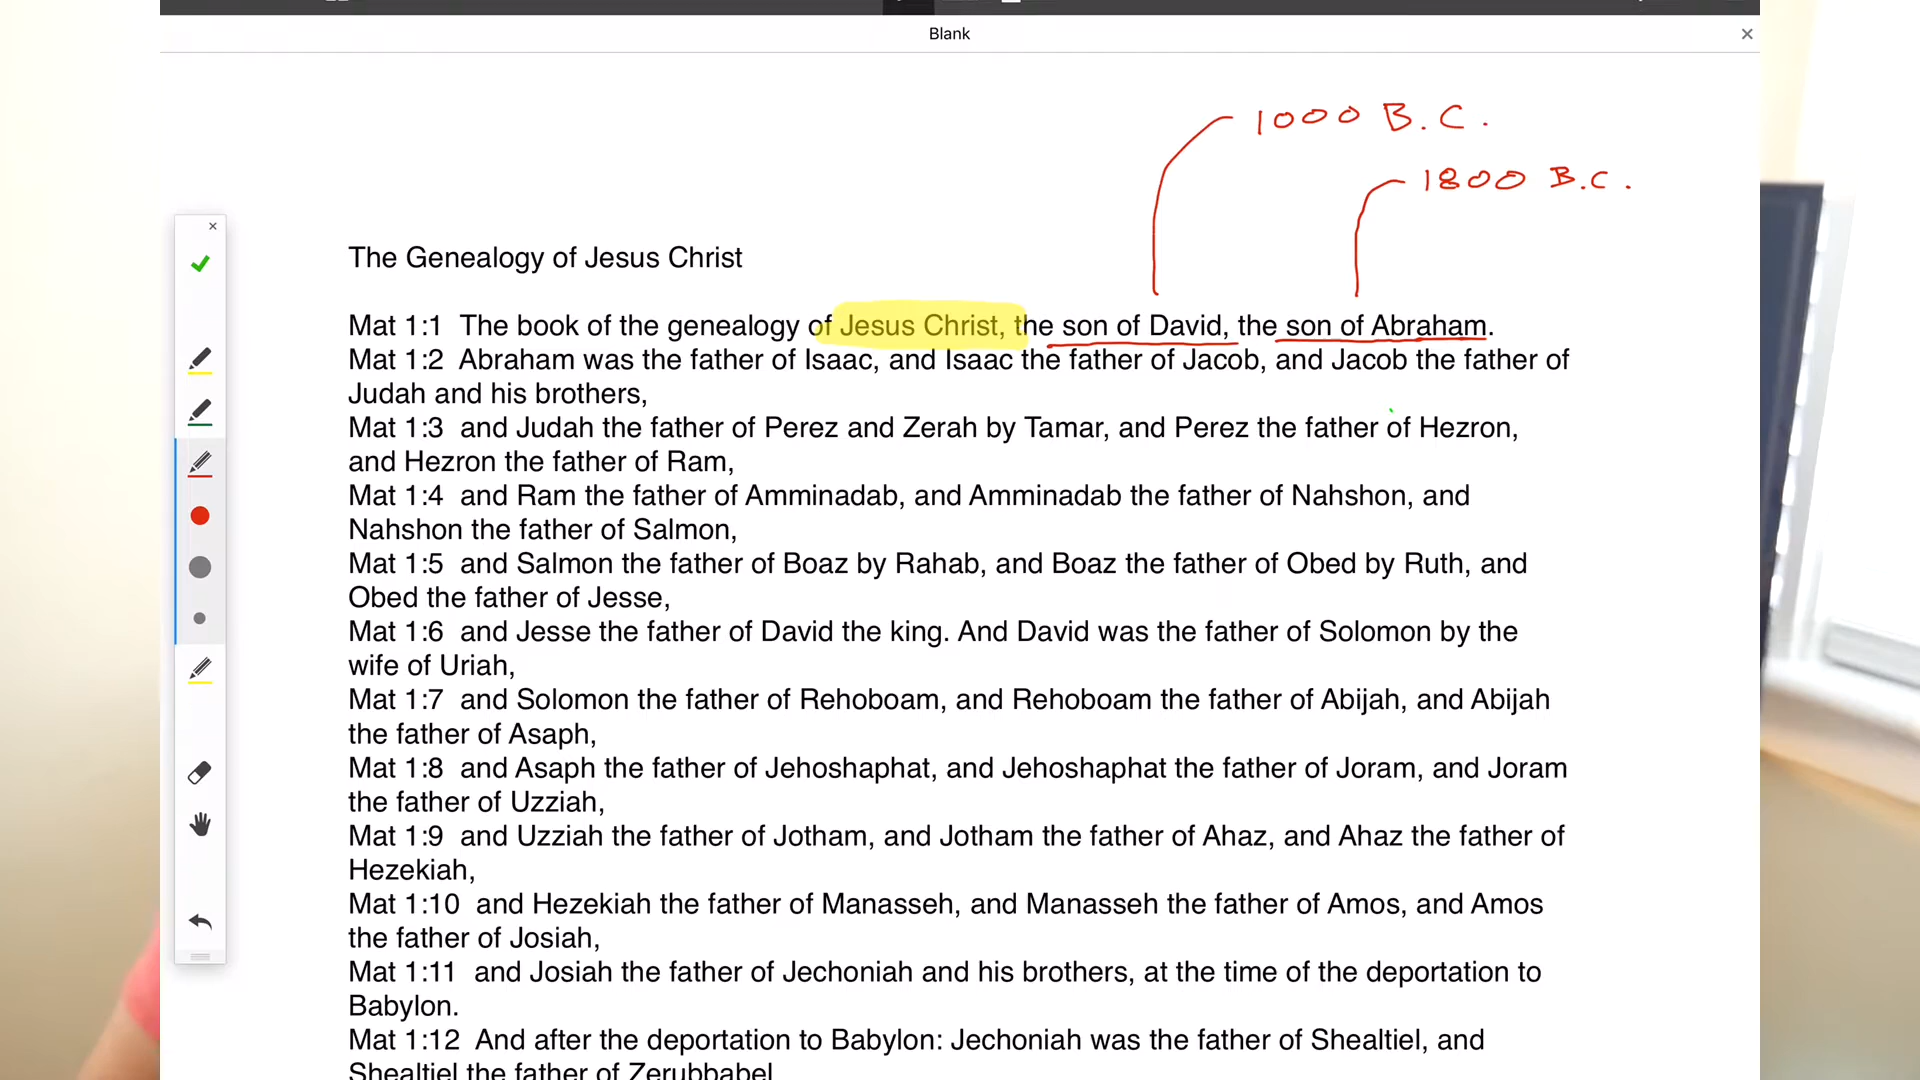 Blank
1000 B.C.
1800 B.C.
The Genealogy of Jesus Christ
Mat 1:1 The book of the genealogy of Jesus Christ, the son of David, the son of Abraham.
Mat 1:2 Abraham was the father of Isaac, and Isaac the father of Jacob, and Jacob the father of
Judah and his brothers,
Mat 1:3 and Judah the father of Perez and Zerah by Tamar, and Perez the father of Hezron,
and Hezron the father of Ram,
Mat 1:4 and Ram the father of Amminadab, and Amminadab the father of Nahshon, and
Nahshon the father of Salmon,
Mat 1:5 and Salmon the father of Boaz by Rahab, and Boaz the father of Obed by Ruth, and
Obed the father of Jesse,
Mat 1:6 and Jesse the father of David the king. And David was the father of Solomon by the
wife of Uriah,
Mat 1:7 and Solomon the father of Rehoboam, and Rehoboam the father of Abijah, and Abijah
the father of Asaph,
Mat 1:8 and Asaph the father of Jehoshaphat, and Jehoshaphat the father of Joram, and Joram
the father of Uzziah,
Mat 1:9 and Uzziah the father of Jotham, and Jotham the father of Ahaz, and Ahaz the father of
Hezekiah,
Mat 1:10 and Hezekiah the father of Manasseh, and Manasseh the father of Amos, and Amos
the father of Josiah,
Mat 1:11 and Josiah the father of Jechoniah and his brothers, at the time of the deportation to
Babylon.
Mat 1:12 And after the deportation to Babylon: Jechoniah was the father of Shealtiel, and
Shealtiel the father of Zerubbabel